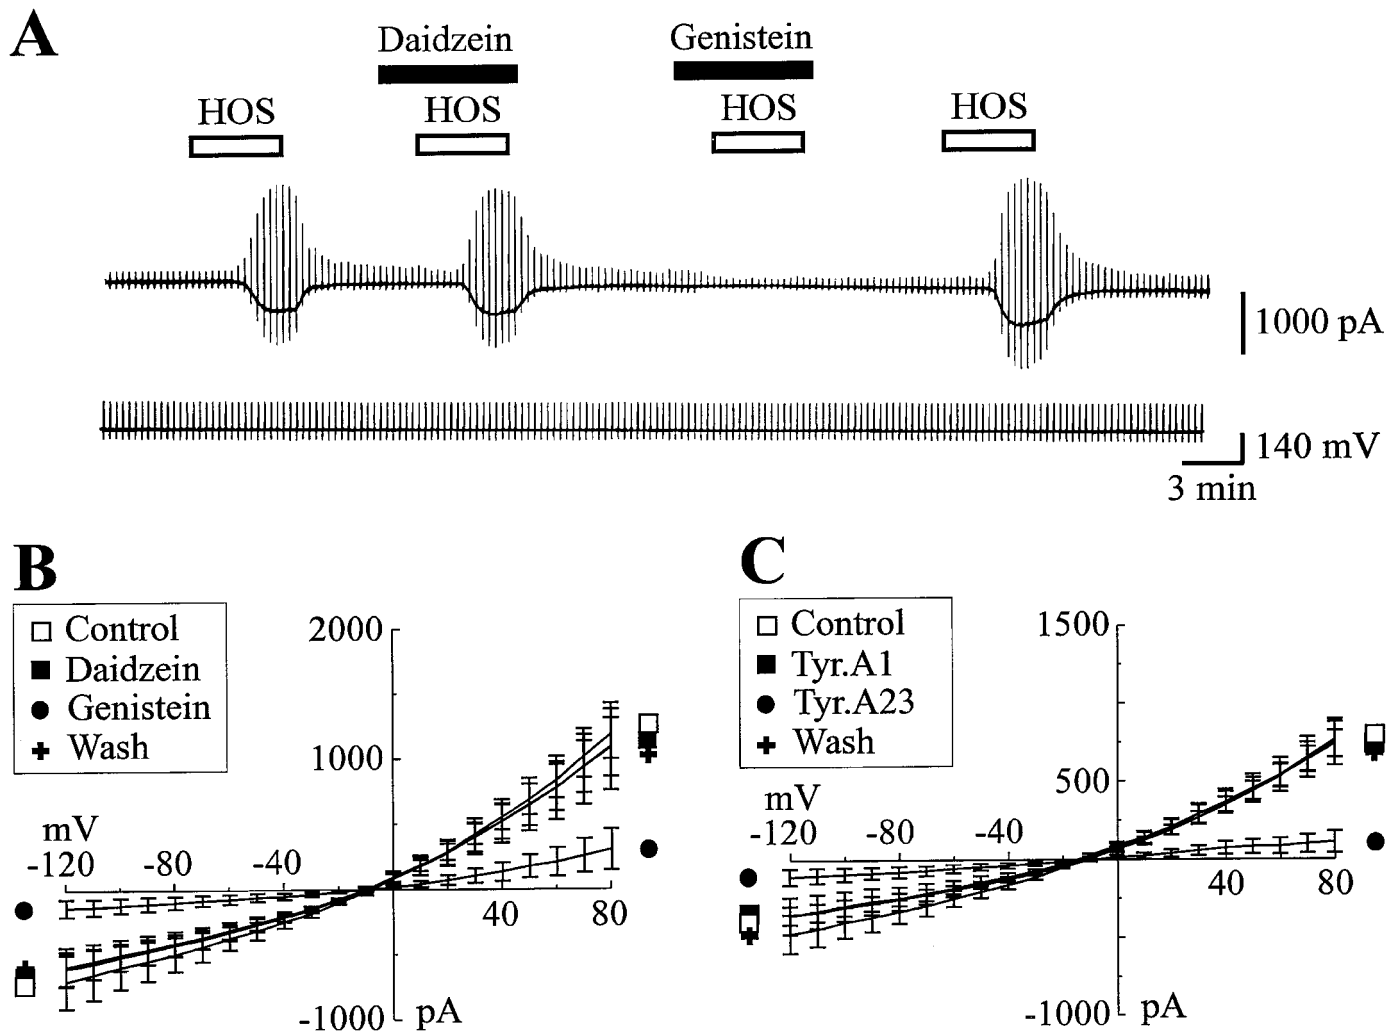 A
Daidzein
Genistein
HOS
HOS
HOS
HOS
1000 pA
140 mV
3 min
B
Control
Daidzein
Genistein
Wash
2000
1000
mV
-120
-80
-40
40
80
-1000
pA
C
Control
Tyr.A1
Tyr.A23
Wash
1500
500
mV
-120
-80
-40
40
80
-1000
pA